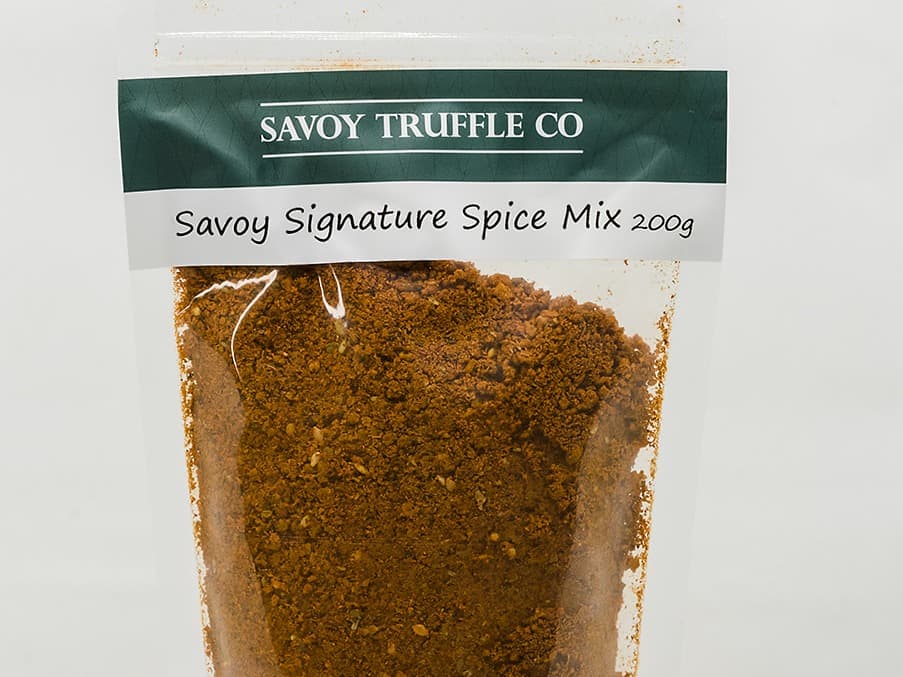 SAVOY TRUFFLE CO
Savoy Signature Spice Mix 200g